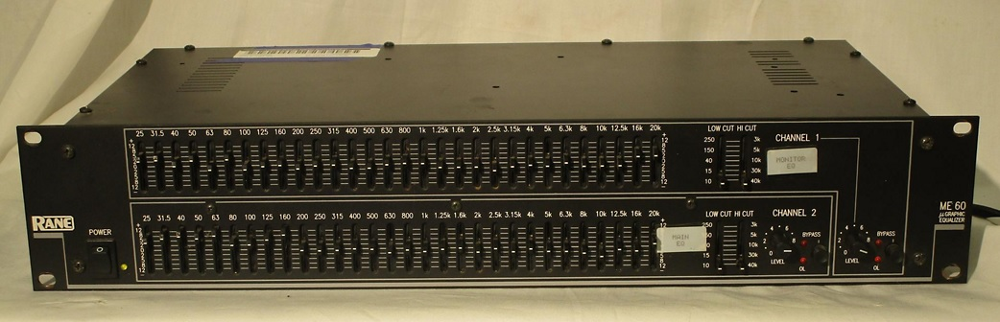 25 31.5 40 50 63 80 100 125 160 200 250 315 400 500 630 800 1k 1.25k 1.6k 2k 2.5k 3.15k 4k 5k 6.3k 8k 10k 12.5k 16k 20k
LOW CUT HI CUT
250 3k
150 5k
40 10k
15 30k
10 40k
CHANNEL 1
MONITOR
EQ
25 31.5 40 50 63 80 100 125 160 200 250 315 400 500 630 800 1k 1.25k 1.6k 2k 2.5k 3.15k 4k 5k 6.3k 8k 10k 12.5k 16k 20k
MAIN
EQ
LOW CUT HI CUT
250 3k
5k
10k
15 30k
10 40k
CHANNEL 2
LEVEL
BYPASS
OL
LEVEL
BYPASS
OL
RANE
POWER
ME 60
µGRAPHIC
EQUALIZER